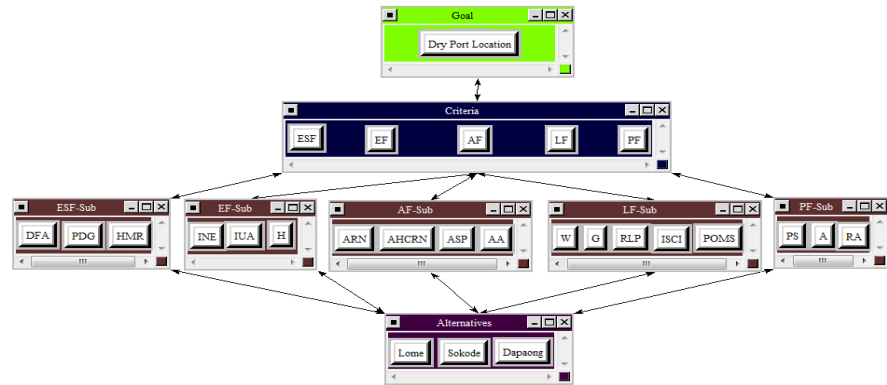 Goal
Dry Port Location
Criteria
ESF EF AF LF PF
ESF-Sub EF-Sub AF-Sub LF-Sub PF-Sub
DFA PDG HMR INE IUA H ARN AHCRN ASP AA W G RLP ISCI POMS PS A RA
Alternatives
Lome Sokode Dapaong